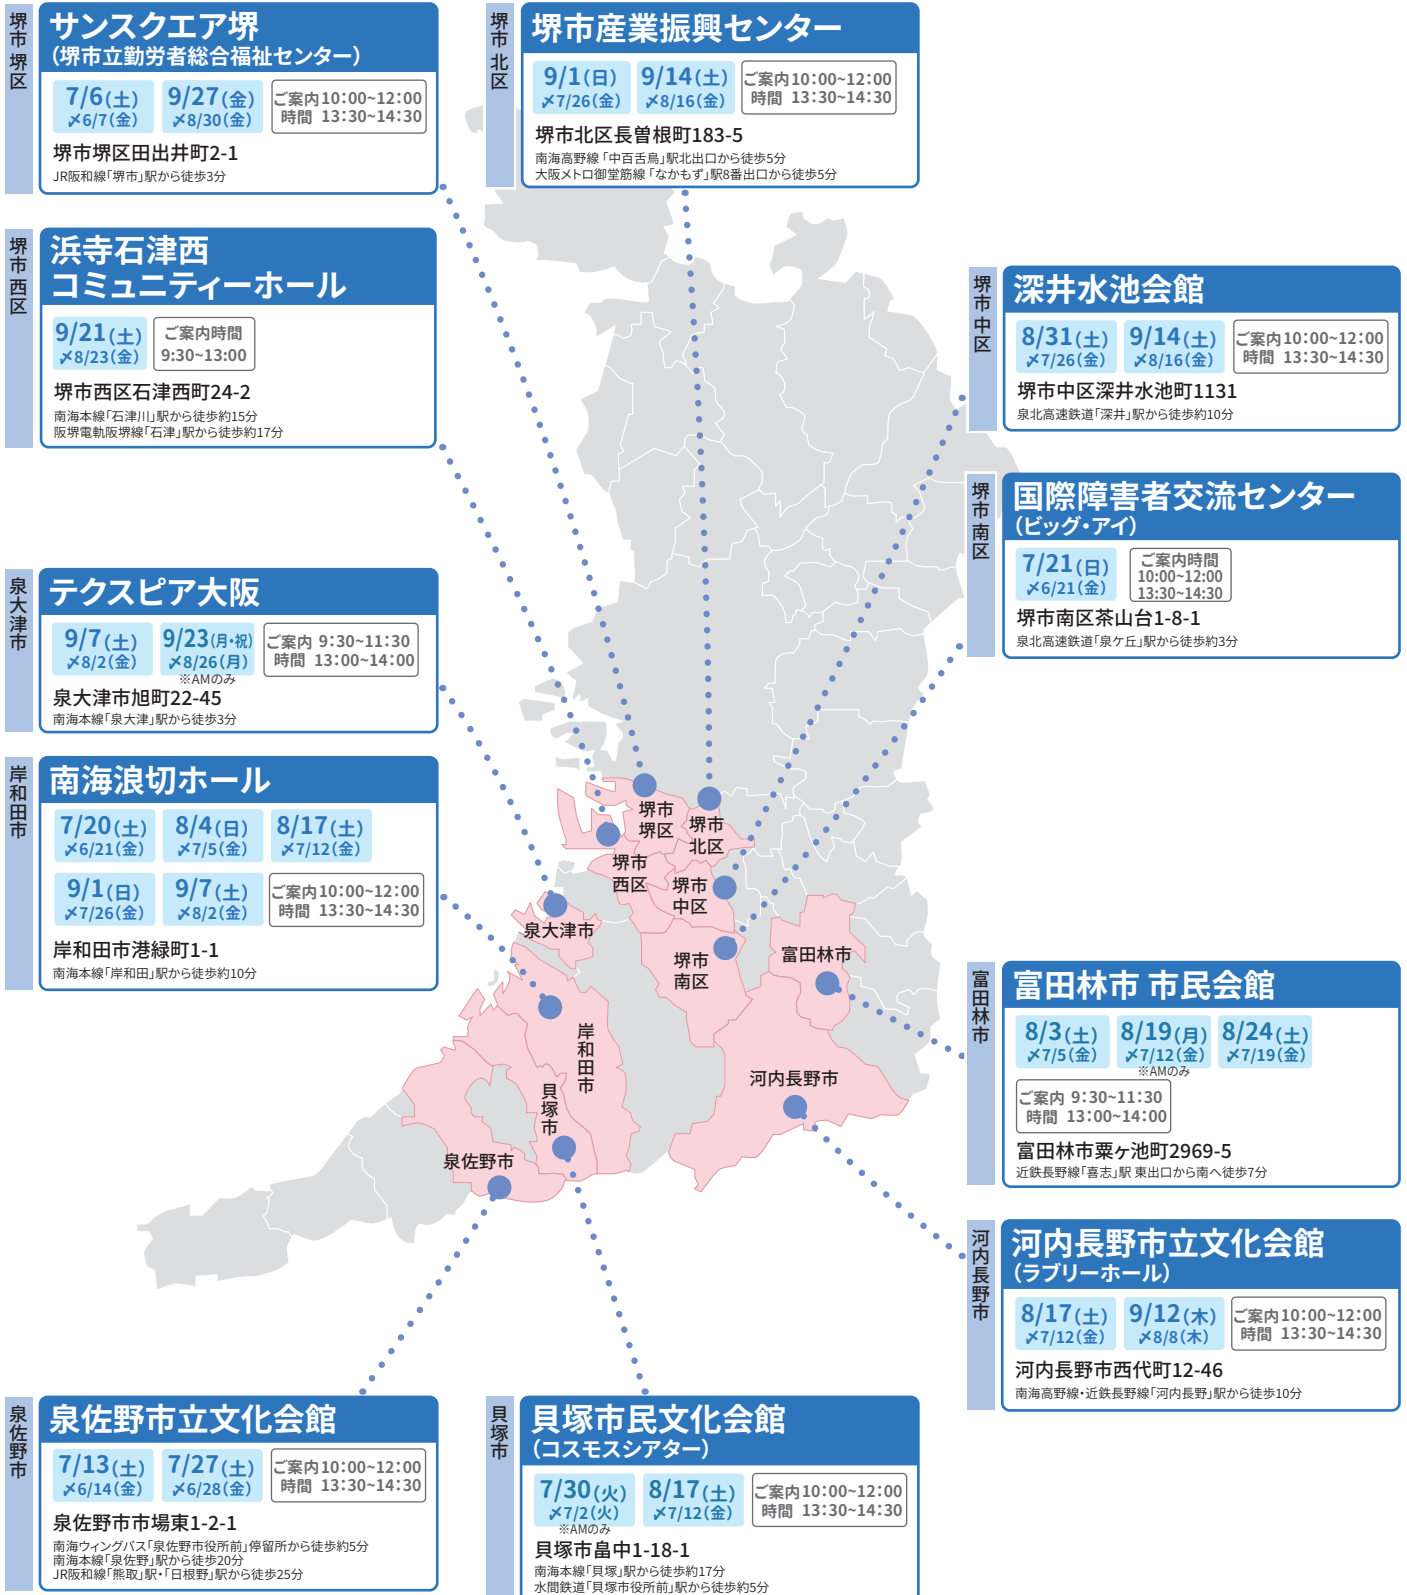 堺市 堺区
サンスクエア堺
（堺市立勤労者総合福祉センター）
7/6（土）
〆6/7（金）
9/27（金）
〆8/30（金）
ご案内 10：00~12：00
時間 13：30~14：30
堺市堺区田出井町2-1
JR阪和線「堺市」駅から徒歩3分
堺市 北区
堺市産業振興センター
9/1（日）
〆7/26（金）
9/14（土）
〆8/16（金）
ご案内 10：00~12：00
時間 13：30~14：30
堺市北区長曽根町183-5
南海高野線「中百舌鳥」駅北出口から徒歩5分
大阪メトロ御堂筋線「なかもず」駅8番出口から徒歩5分
堺市 西区
浜寺石津西
コミュニティーホール
9/21（土）
〆8/23（金）
ご案内時間
9:30~13:00
堺市西区石津西町24-2
南海本線「石津川」駅から徒歩約15分
阪堺電軌阪堺線「石津」駅から徒歩約17分
堺市 中区
深井水池会館
8/31（土）
〆7/26（金）
9/14（土）
〆8/16（金）
ご案内 10：00~12：00
時間 13：30~14：30
堺市中区深井水池町1131
泉北高速鉄道「深井」駅から徒歩約10分
堺市 南区
国際障害者交流センター
（ビッグ・アイ）
7/21（日）
〆6/21（金）
ご案内時間
10:00~12:00
13:30~14:30
堺市南区茶山台1-8-1
泉北高速鉄道「泉ケ丘」駅から徒歩約3分
泉大津市
テクスピア大阪
9/7（土）
〆8/2（金）
9/23（月・祝）
〆8/26（月）
※AMのみ
ご案内 9：30~11：30
時間 13：00~14：00
泉大津市旭町22-45
南海本線「泉大津」駅から徒歩3分
岸和田市
南海浪切ホール
7/20（土）
〆6/21（金）
8/4（日）
〆7/5（金）
8/17（土）
〆7/12（金）
9/1（日）
〆7/26（金）
9/7（土）
〆8/2（金）
ご案内 10：00~12：00
時間 13：30~14：30
岸和田市港緑町1-1
南海本線「岸和田」駅から徒歩約10分
堺市
堺区
堺市
北区
堺市
西区
堺市
中区
泉大津市
堺市
南区
富田林市
岸和田市
貝塚市
河内長野市
泉佐野市
富田林市
富田林市 市民会館
8/3（土）
〆7/5（金）
8/19（月）
〆7/12（金）
※AMのみ
8/24（土）
〆7/19（金）
ご案内 9：30~11：30
時間 13：00~14：00
富田林市粟ヶ池町2969-5
近鉄長野線「喜志」駅 東出口から南へ徒歩7分
河内長野市
河内長野市立文化会館
（ラブリーホール）
8/17（土）
〆7/12（金）
9/12（木）
〆8/8（木）
ご案内 10：00~12：00
時間 13：30~14：30
河内長野市西代町12-46
南海高野線・近鉄長野線「河内長野」駅から徒歩10分
泉佐野市
泉佐野市立文化会館
7/13（土）
〆6/14（金）
7/27（土）
〆6/28（金）
ご案内 10：00~12：00
時間 13：30~14：30
泉佐野市市場東1-2-1
南海ウィングバス「泉佐野市役所前」停留所から徒歩約5分
南海本線「泉佐野」駅から徒歩20分
JR阪和線「熊取」駅・「日根野」駅から徒歩25分
貝塚市
貝塚市民文化会館
（コスモスシアター）
7/30（火）
〆7/2（火）
※AMのみ
8/17（土）
〆7/12（金）
ご案内 10：00~12：00
時間 13：30~14：30
貝塚市畠中1-18-1
南海本線「貝塚」駅から徒歩約17分
水間鉄道「貝塚市役所前」駅から徒歩約5分